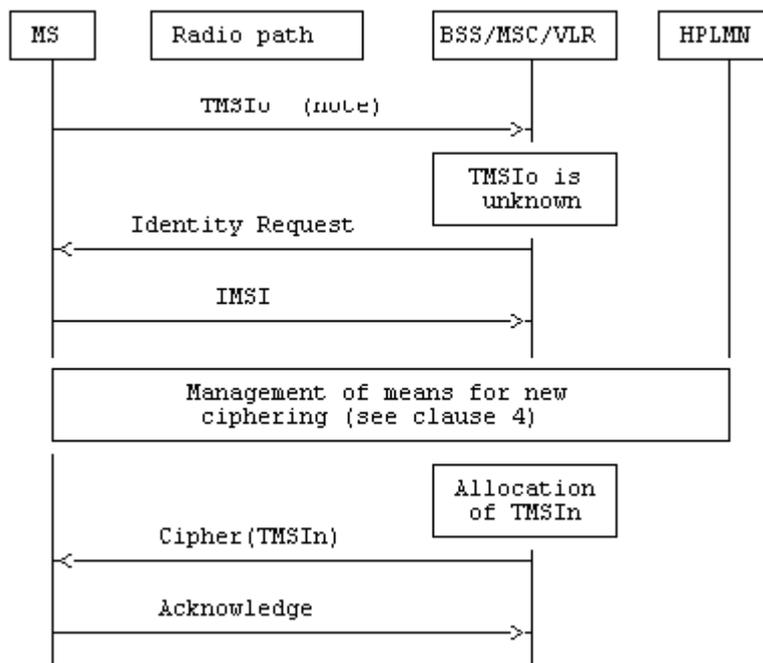 MS
Radio path
BSS/MSC/VLR
HPLMN
TMSIo (note)
TMSIo is
unknown
Identity Request
IMSI
Management of means for new
ciphering (see clause 4)
Allocation
of TMSIn
Cipher(TMSIn)
Acknowledge